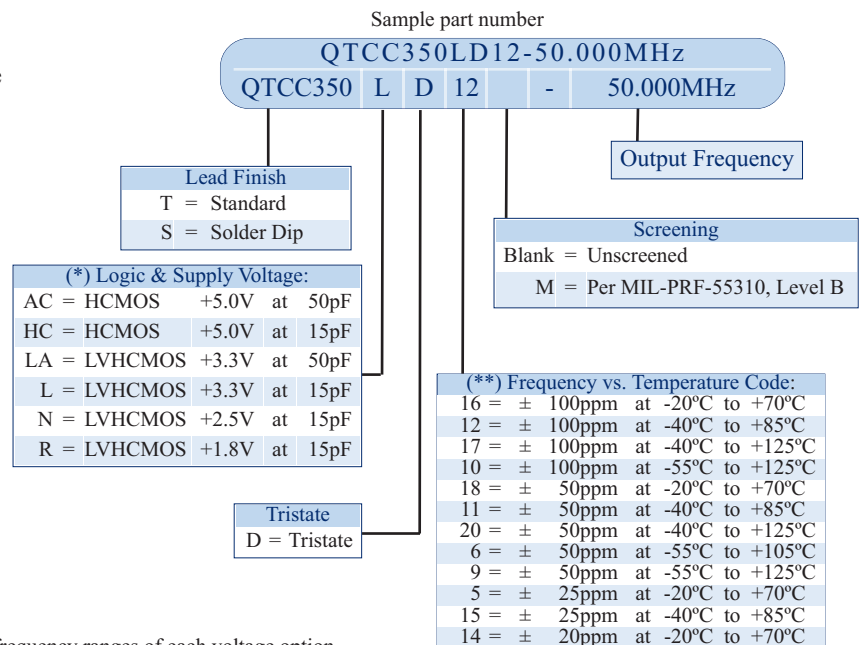 Sample part number
QTCC350LD12-50.000MHz
QTCC350 L D 12 - 50.000MHz
Output Frequency
Lead Finish
T = Standard
S = Solder Dip
Screening
Blank = Unscreened
M = Per MIL-PRF-55310, Level B
(*) Logic & Supply Voltage:
AC = HCMOS +5.0V at 50pF
HC = HCMOS +5.0V at 15pF
LA = LVHCMOS +3.3V at 50pF
L = LVHCMOS +3.3V at 15pF
N = LVHCMOS +2.5V at 15pF
R = LVHCMOS +1.8V at 15pF
(**) Frequency vs. Temperature Code:
16 = ± 100ppm at -20ºC to +70ºC
12 = ± 100ppm at -40ºC to +85ºC
17 = ± 100ppm at -40ºC to +125ºC
10 = ± 100ppm at -55ºC to +125ºC
18 = ± 50ppm at -20ºC to +70ºC
11 = ± 50ppm at -40ºC to +85ºC
20 = ± 50ppm at -40ºC to +125ºC
6 = ± 50ppm at -55ºC to +105ºC
9 = ± 50ppm at -55ºC to +125ºC
5 = ± 25ppm at -20ºC to +70ºC
15 = ± 25ppm at -40ºC to +85ºC
14 = ± 20ppm at -20ºC to +70ºC
Tristate
D = Tristate
frequency ranges of each voltage option